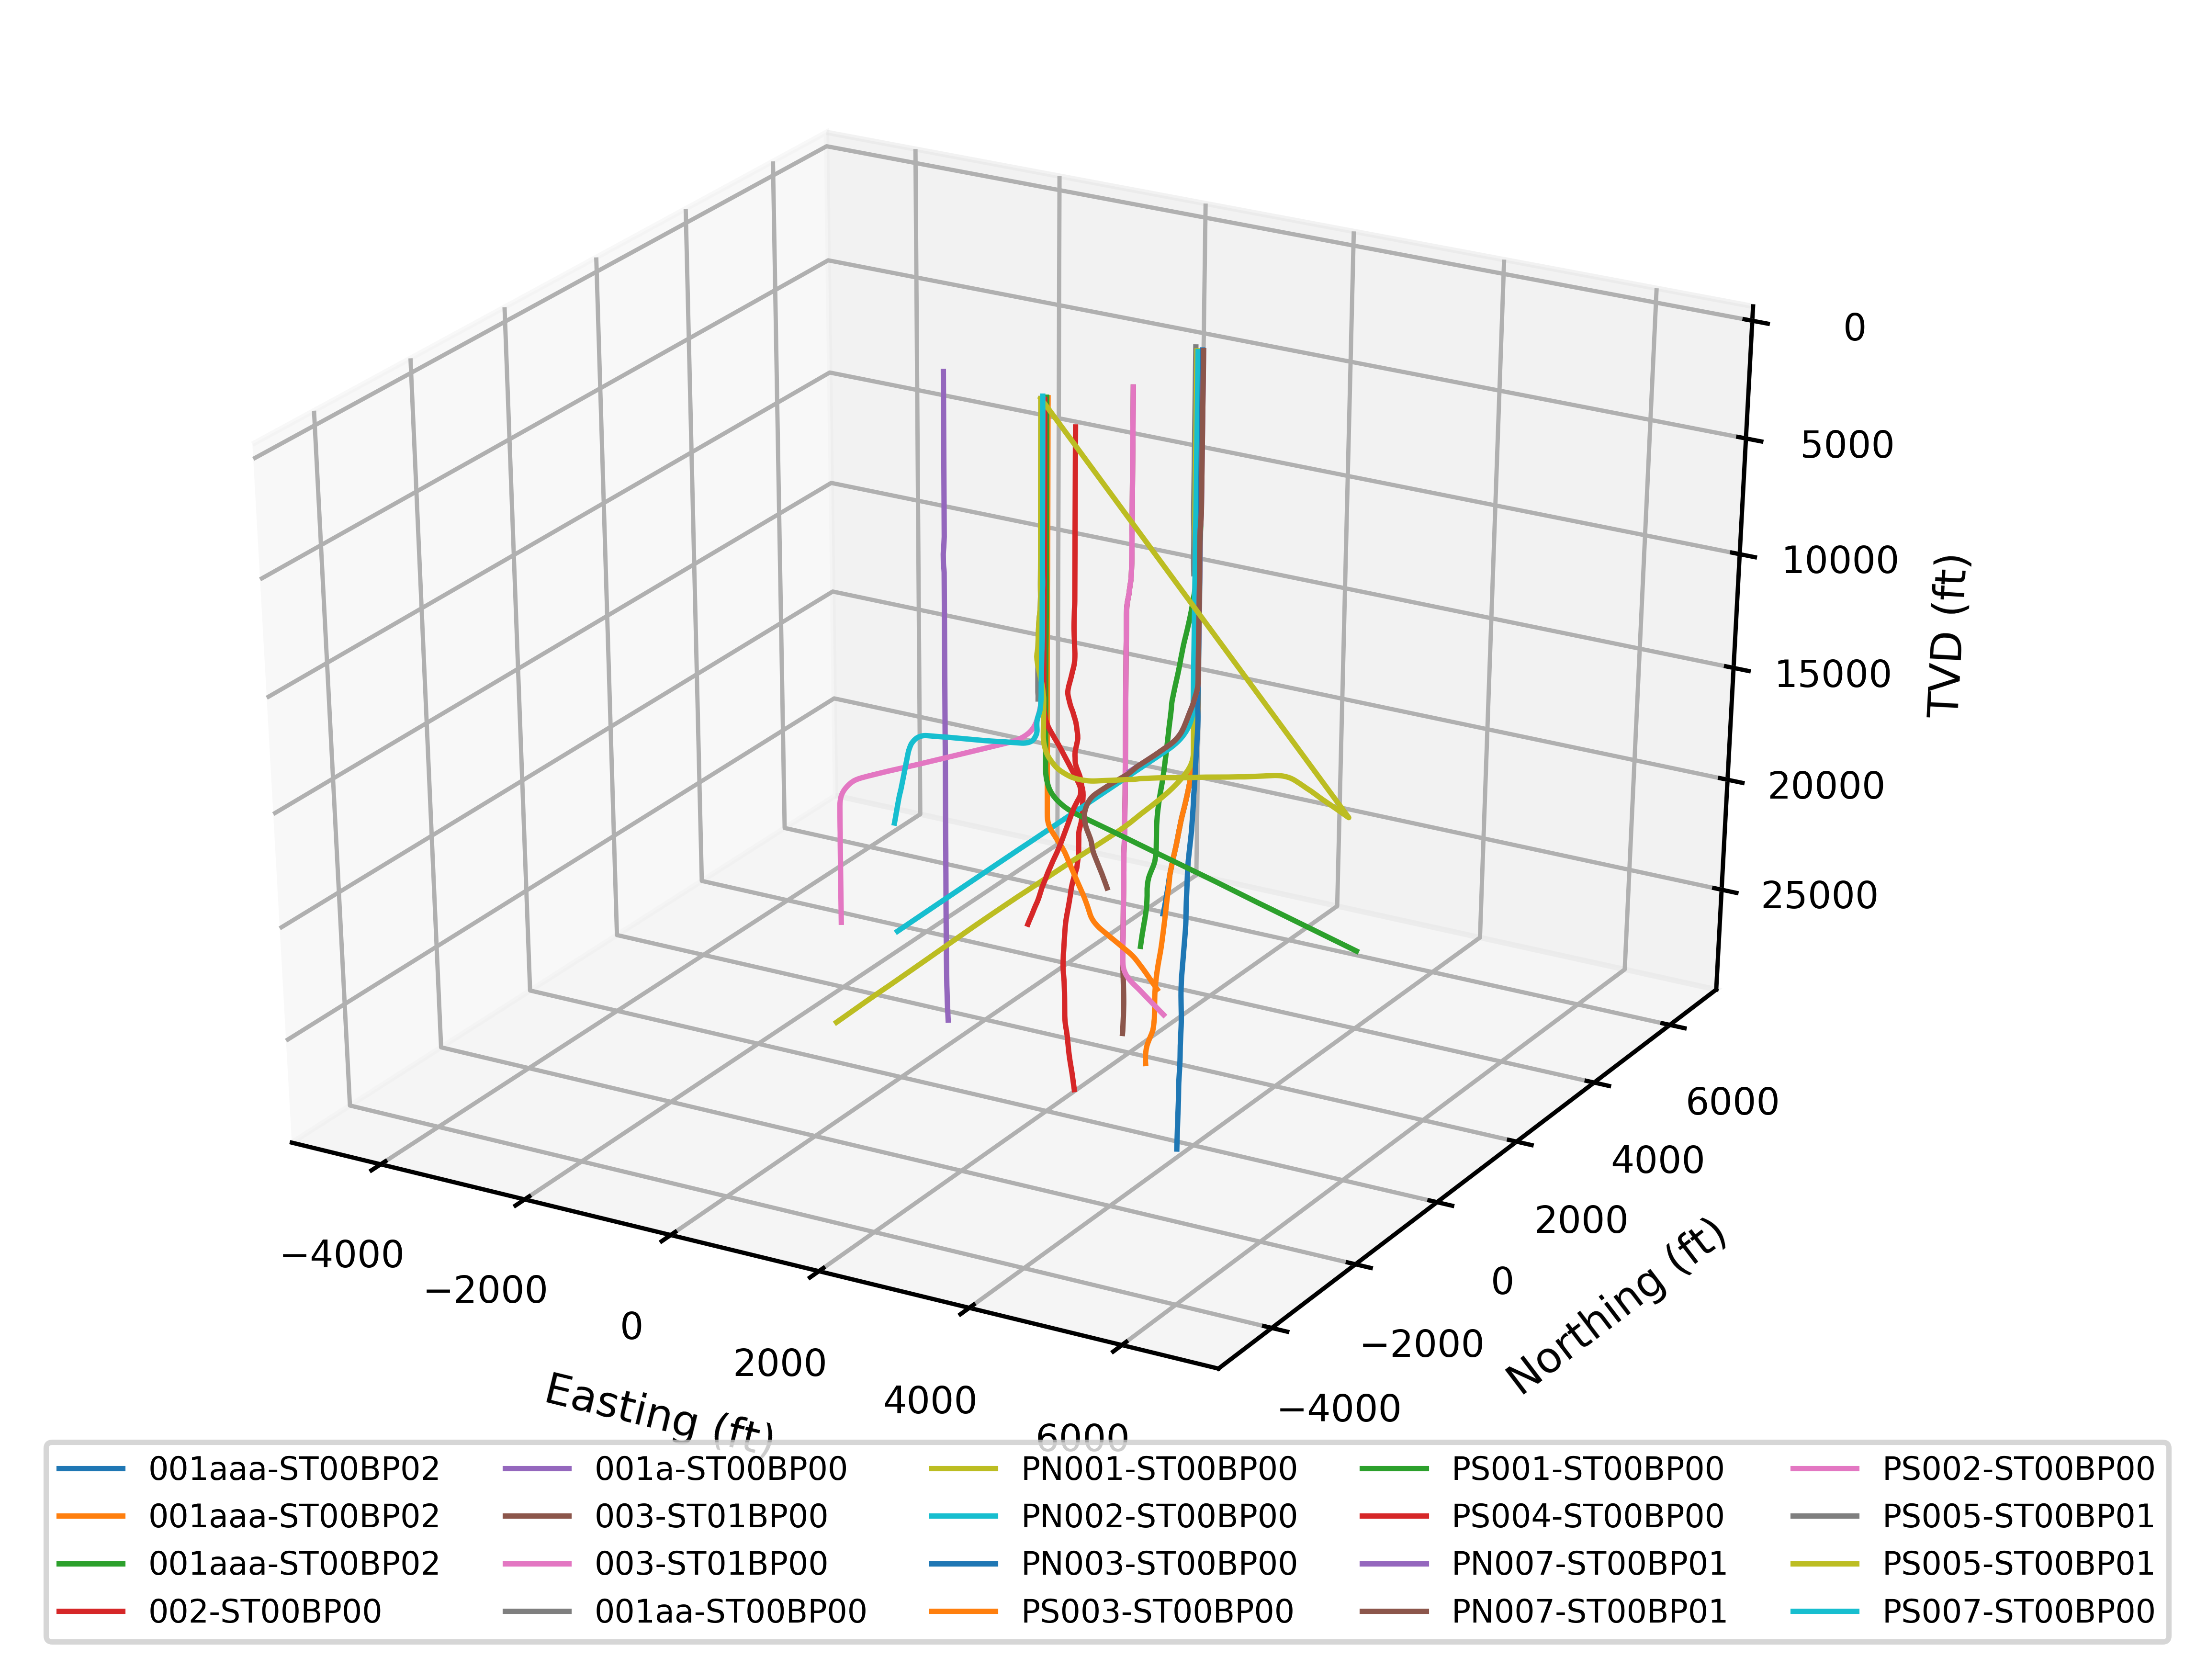 0
5000
10000
15000
20000
25000
TVD (ft)
6000
4000
2000
0
−2000
−4000
Northing (ft)
−4000
−2000
0
2000
4000
6000
Easting (ft)
001aaa-ST00BP02
001aaa-ST00BP02
001aaa-ST00BP02
002-ST00BP00
001a-ST00BP00
003-ST01BP00
003-ST01BP00
001aa-ST00BP00
PN001-ST00BP00
PN002-ST00BP00
PN003-ST00BP00
PS003-ST00BP00
PS001-ST00BP00
PS004-ST00BP00
PN007-ST00BP01
PN007-ST00BP01
PS002-ST00BP00
PS005-ST00BP01
PS005-ST00BP01
PS007-ST00BP00